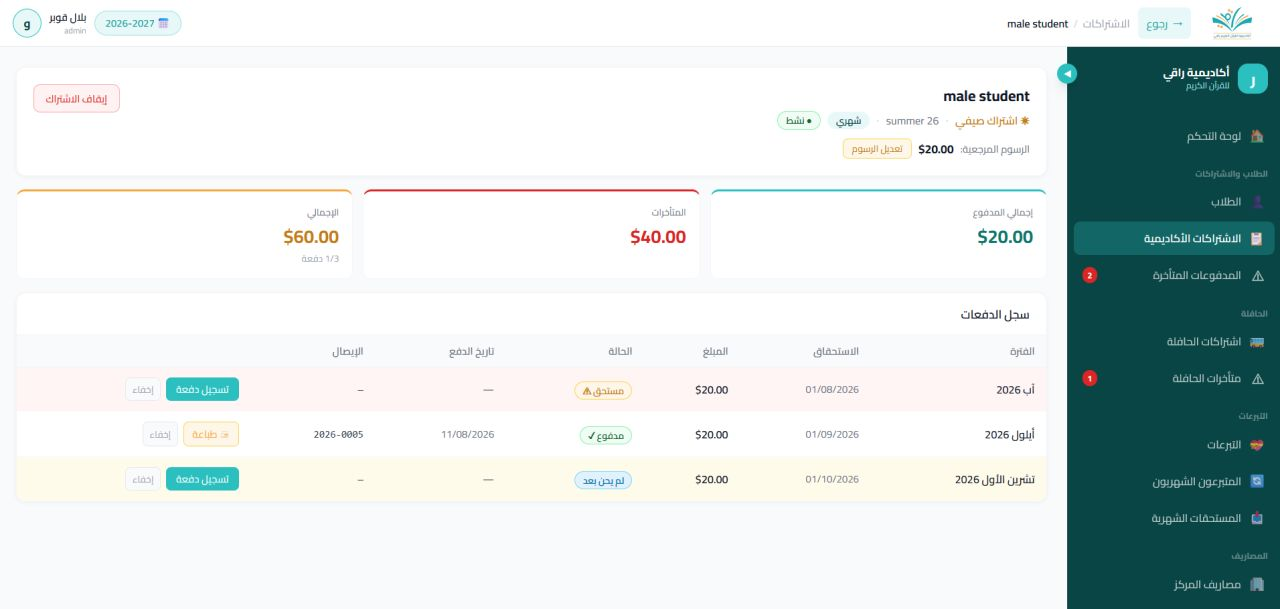 → رجوع
الاشتراكات / male student
2026-2027
بلال قوبر
admin
g
ر
أكاديمية راقي
للقرآن الكريم
لوحة التحكم
الطلاب والاشتراكات
الطلاب
الاشتراكات الأكاديمية
المدفوعات المتأخرة 2
الحافلة
اشتراكات الحافلة
متأخرات الحافلة 1
التبرعات
التبرعات
المتبرعون الشهريون
المستحقات الشهرية
المصاريف
مصاريف المركز
male student
إيقاف الاشتراك
☀ اشتراك صيفي · summer 26 · شهري ● نشط
الرسوم المرجعية: $20.00 تعديل الرسوم
إجمالي المدفوع
$20.00
المتأخرات
$40.00
الإجمالي
$60.00
1/3 دفعة
سجل الدفعات
الفترة الاستحقاق المبلغ الحالة تاريخ الدفع الإيصال
آب 2026 01/08/2026 $20.00 مستحق ⚠ — – تسجيل دفعة إخفاء
أيلول 2026 01/09/2026 $20.00 مدفوع ✓ 11/08/2026 2026-0005 طباعة إخفاء
تشرين الأول 2026 01/10/2026 $20.00 لم يحن بعد — – تسجيل دفعة إخفاء